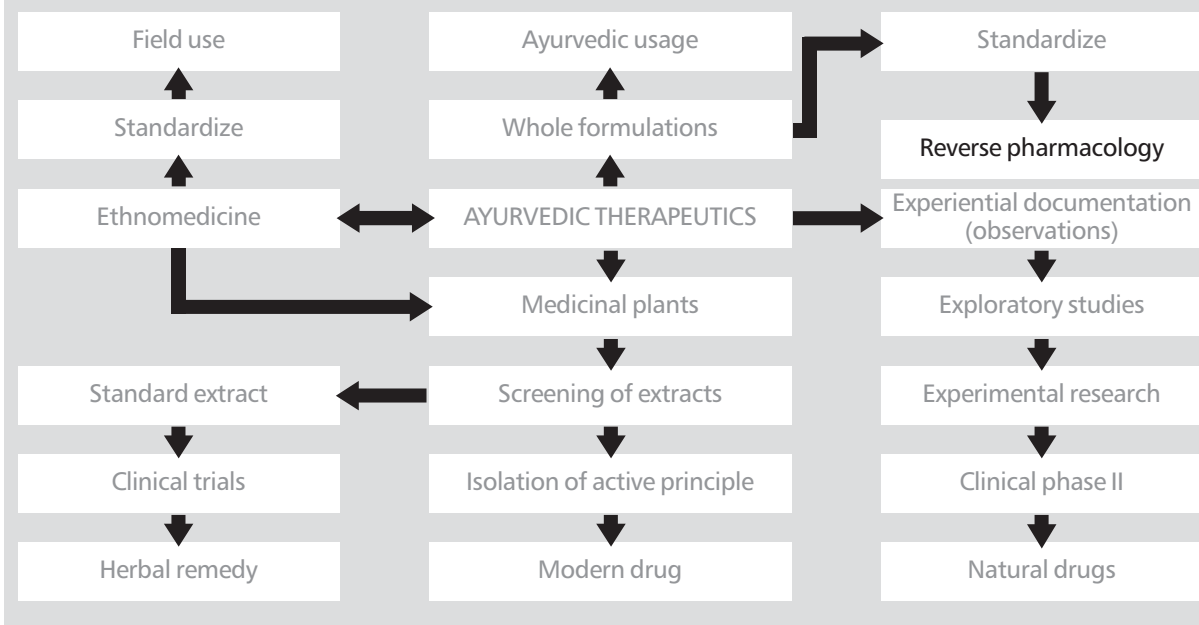 Field use
Ayurvedic usage
Standardize
Standardize
Whole formulations
Reverse pharmacology
Ethnomedicine
AYURVEDIC THERAPEUTICS
Experiential documentation
(observations)
Medicinal plants
Exploratory studies
Standard extract
Screening of extracts
Experimental research
Clinical trials
Isolation of active principle
Clinical phase II
Herbal remedy
Modern drug
Natural drugs